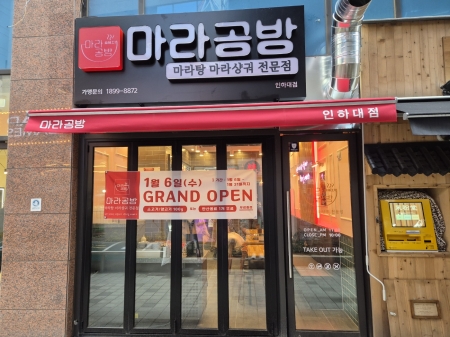 마라공방
마라
공방
마라탕 마라샹궈 전문점
가맹문의 1899-8872
인하대점
마라공방
인하대점
1월 6일(수)
GRAND OPEN
마라공방
TAKE OUT 가능